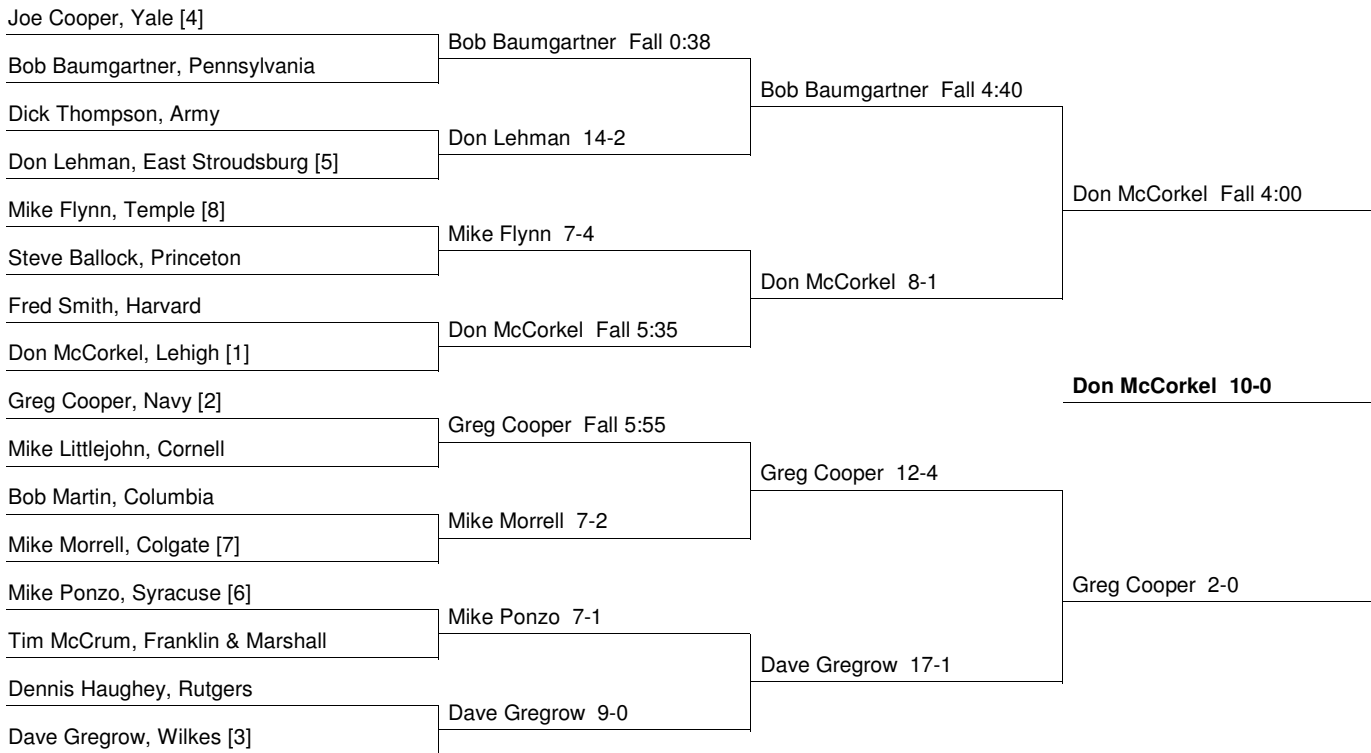 Joe Cooper, Yale [4]
Bob Baumgartner, Pennsylvania
Dick Thompson, Army
Don Lehman, East Stroudsburg [5]
Mike Flynn, Temple [8]
Steve Ballock, Princeton
Fred Smith, Harvard
Don McCorkel, Lehigh [1]
Greg Cooper, Navy [2]
Mike Littlejohn, Cornell
Bob Martin, Columbia
Mike Morrell, Colgate [7]
Mike Ponzo, Syracuse [6]
Tim McCrum, Franklin & Marshall
Dennis Haughey, Rutgers
Dave Gregrow, Wilkes [3]
Bob Baumgartner Fall 0:38
Don Lehman 14-2
Mike Flynn 7-4
Don McCorkel Fall 5:35
Greg Cooper Fall 5:55
Mike Morrell 7-2
Mike Ponzo 7-1
Dave Gregrow 9-0
Bob Baumgartner Fall 4:40
Don McCorkel 8-1
Greg Cooper 12-4
Dave Gregrow 17-1
Don McCorkel Fall 4:00
Don McCorkel 10-0
Greg Cooper 2-0